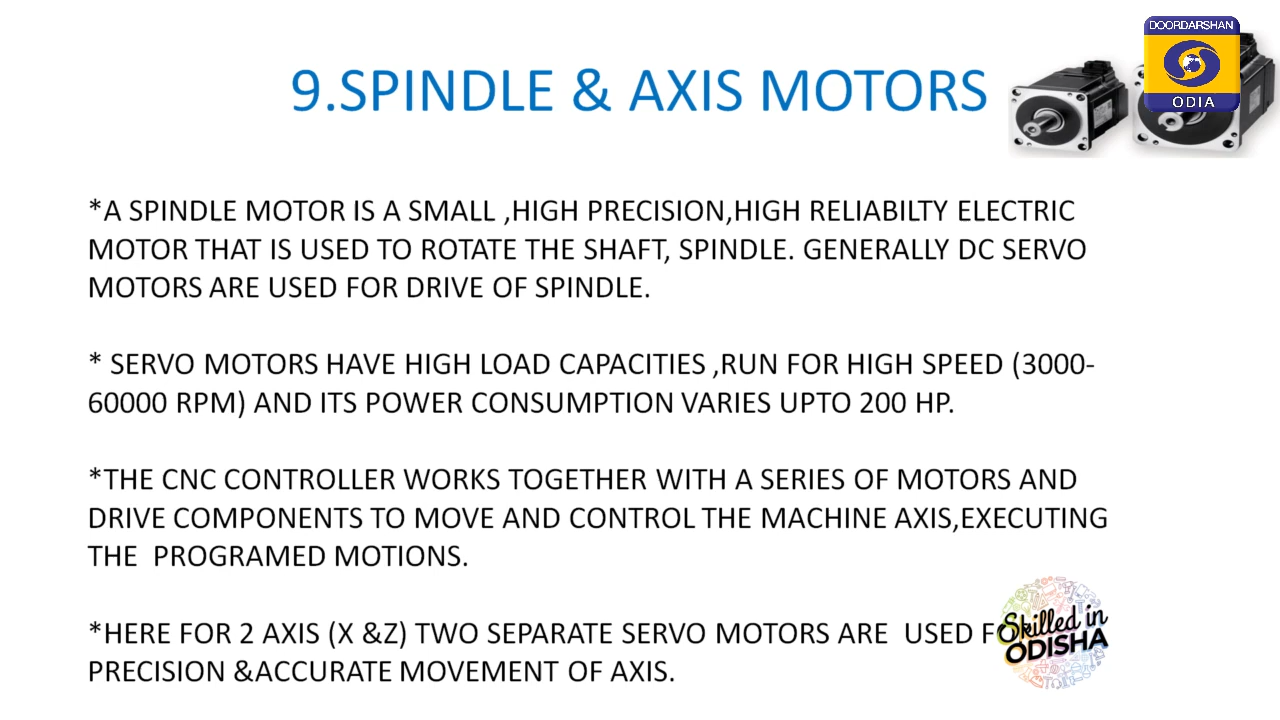 DOORDARSHAN
ODIA
9.SPINDLE & AXIS MOTORS
*A SPINDLE MOTOR IS A SMALL ,HIGH PRECISION,HIGH RELIABILTY ELECTRIC
MOTOR THAT IS USED TO ROTATE THE SHAFT, SPINDLE. GENERALLY DC SERVO
MOTORS ARE USED FOR DRIVE OF SPINDLE.
* SERVO MOTORS HAVE HIGH LOAD CAPACITIES ,RUN FOR HIGH SPEED (3000-
60000 RPM) AND ITS POWER CONSUMPTION VARIES UPTO 200 HP.
*THE CNC CONTROLLER WORKS TOGETHER WITH A SERIES OF MOTORS AND
DRIVE COMPONENTS TO MOVE AND CONTROL THE MACHINE AXIS,EXECUTING
THE PROGRAMED MOTIONS.
*HERE FOR 2 AXIS (X &Z) TWO SEPARATE SERVO MOTORS ARE USED
PRECISION &ACCURATE MOVEMENT OF AXIS.
Skilled in
ODISHA